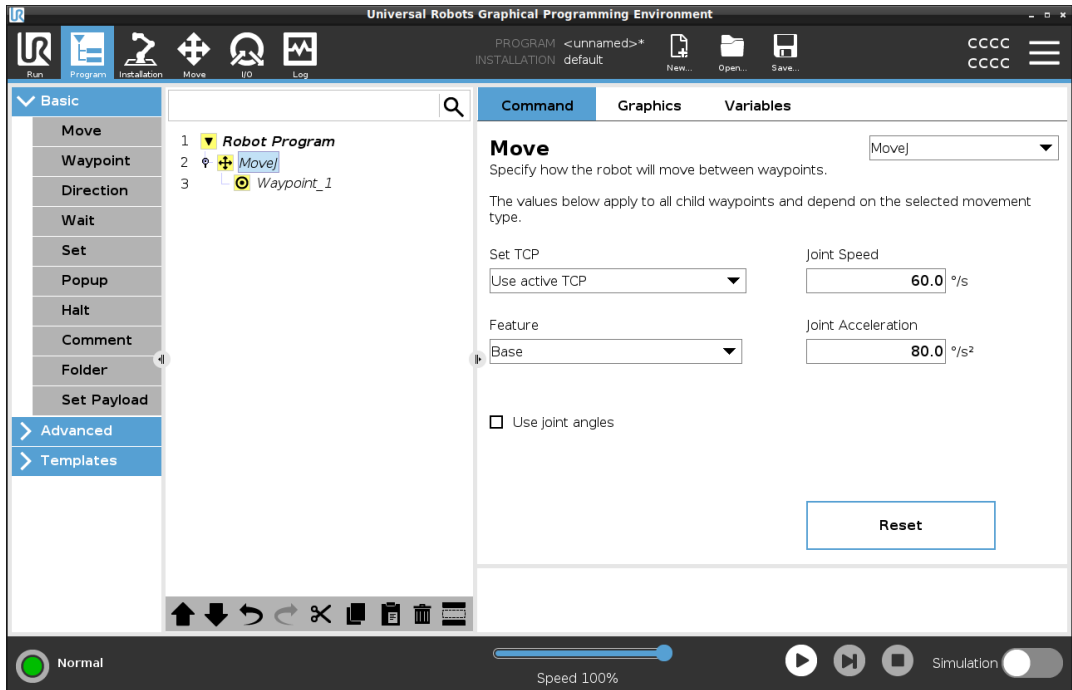 Universal Robots Graphical Programming Environment
Run
Program
Installation
Move
I/O
Log
PROGRAM <unnamed>*
INSTALLATION default
New...
Open...
Save...
CCCC
CCCC
Basic
Move
Waypoint
Direction
Wait
Set
Popup
Halt
Comment
Folder
Set Payload
Advanced
Templates
1 Robot Program
2 MoveJ
3 Waypoint_1
Command Graphics Variables
Move
MoveJ
Specify how the robot will move between waypoints.
The values below apply to all child waypoints and depend on the selected movement
type.
Set TCP
Use active TCP
Joint Speed
60.0 °/s
Feature
Base
Joint Acceleration
80.0 °/s²
Use joint angles
Reset
Normal
Speed 100%
Simulation